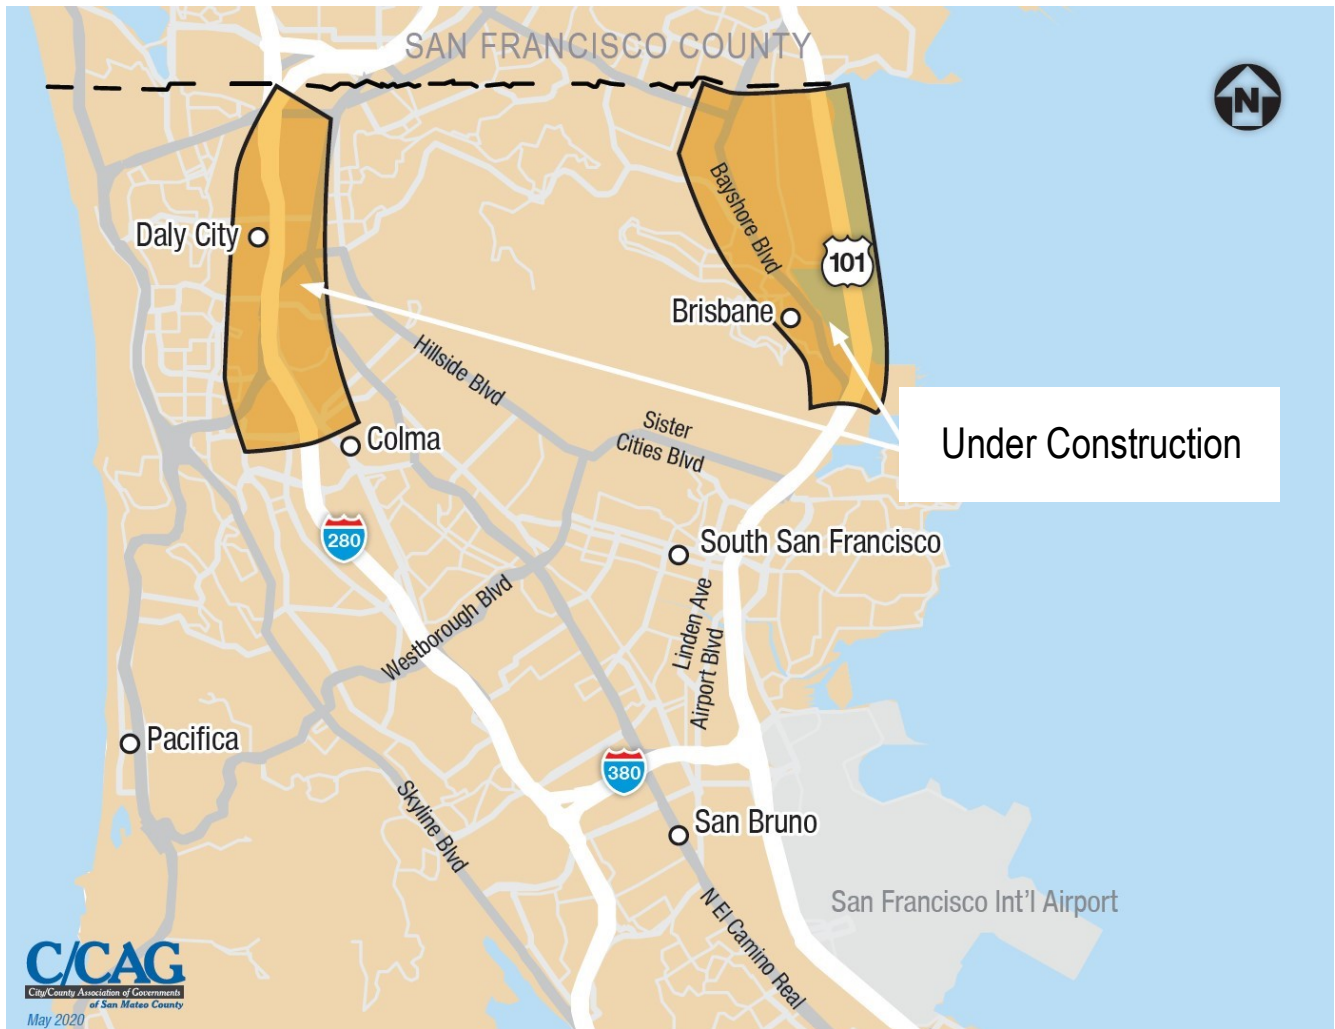 SAN FRANCISCO COUNTY
N
Bayshore Blvd
Daly City
101
Brisbane
Hillside Blvd
Under Construction
Sister
Cities Blvd
Colma
280
South San Francisco
Westborough Blvd
Linden Ave
Airport Blvd
Pacifica
380
Skyline Blvd
San Bruno
N El Camino Real
San Francisco Int'l Airport
C/CAG
City/County Association of Governments
of San Mateo County
May 2020